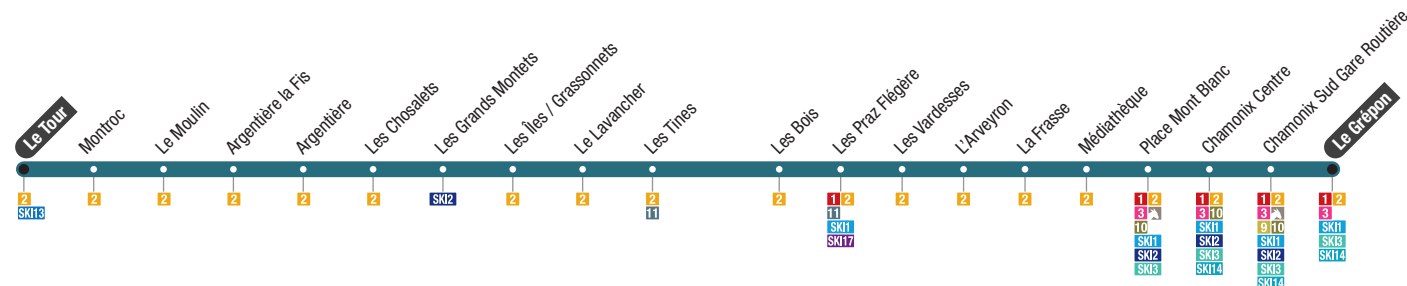 Le Tour
Montroc
Le Moulin
Argentière la Fis
Argentière
Les Chosalets
Les Grands Montets
Les Îles / Grassonnets
Le Lavancher
Les Tines
Les Bois
Les Praz Flégère
Les Vardesses
L'Arveyron
La Frasse
Médiathèque
Place Mont Blanc
Chamonix Centre
Chamonix Sud Gare Routière
Le Grépon
2
SKI13
2
2
2
2
2
SKI2
2
2
2
11
2
1 2
11
SKI1
SKI17
2
2
2
2
1 2
3
10
SKI1
SKI2
SKI3
1 2
3 10
SKI1
SKI2
SKI3
SKI14
1 2
3
9 10
SKI1
SKI2
SKI3
SKI14
1 2
3
SKI1
SKI3
SKI14